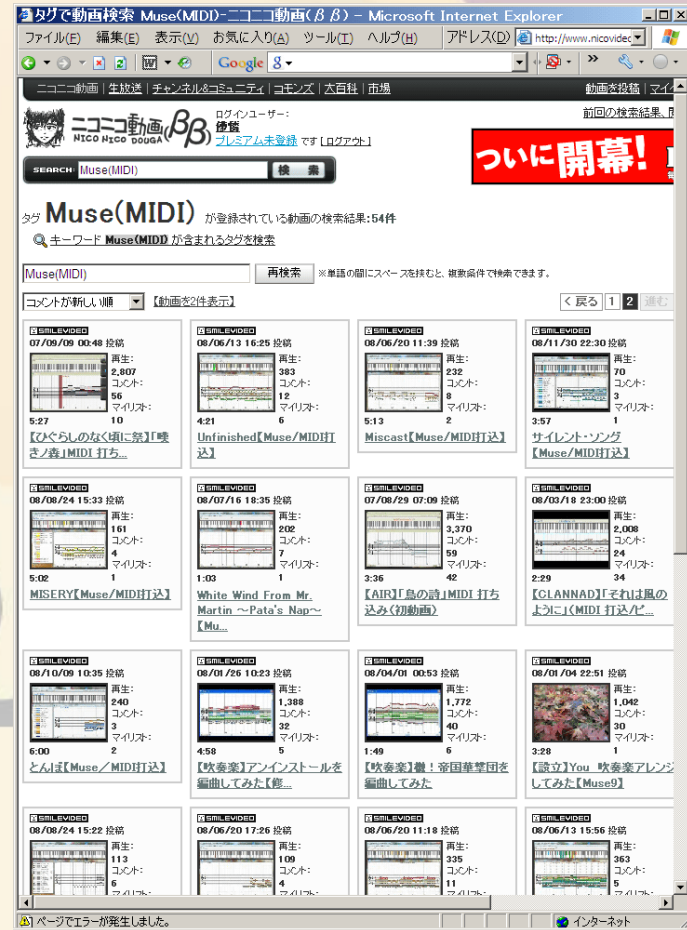 タグで動画検索 Muse(MIDI)‐ニコニコ動画(ββ) - Microsoft Internet Explorer
ファイル(F) 編集(E) 表示(V) お気に入り(A) ツール(T) ヘルプ(H) アドレス(D) http://www.nicovidec
Google
ニコニコ動画|生放送|チャンネル&コミュニティ|コモンズ|大百科|市場 動画を投稿|マイペ
ニコニコ動画(ββ)
NICO NICO DOUGA
ログインユーザー:
プレミアム未登録 です [ログアウト]
前回の検索結果、
SEARCH Muse(MIDI) 検 索
ついに開幕!
タグ Muse(MIDI) が登録されている動画の検索結果:54件
キーワード Muse(MIDI) が含まれるタグを検索
Muse(MIDI) 再検索 ※単語の間にスペースを挟むと、複数条件で検索できます。
コメントが新しい順 【動画を2件表示】 <戻る 1 2 進む
SMILEVIDEO
07/09/09 00:48 投稿
再生:
2,807
コメント:
56
マイリスト:
10
5:27
【ひぐらしのなく頃に祭】「嘆
き ノ森」MIDI 打ち...
SMILEVIDEO
08/06/13 16:25 投稿
再生:
383
コメント:
12
マイリスト:
6
4:21
Unfinished【Muse/MIDI打
込】
SMILEVIDEO
08/06/20 11:39 投稿
再生:
232
コメント:
8
マイリスト:
2
5:13
Miscast【Muse/MIDI打込】
SMILEVIDEO
08/11/30 22:30 投稿
再生:
70
コメント:
3
マイリスト:
1
3:57
サイレント・ソング
【Muse/MIDI打込】
SMILEVIDEO
08/08/24 15:33 投稿
再生:
161
コメント:
4
マイリスト:
1
5:02
MISERY【Muse/MIDI打込】
SMILEVIDEO
08/07/16 18:35 投稿
再生:
202
コメント:
7
マイリスト:
1
1:03
White Wind From Mr.
Martin ~Pata's Nap~
【Mu...
SMILEVIDEO
07/08/29 07:09 投稿
再生:
3,370
コメント:
59
マイリスト:
42
3:36
【AIR】「鳥の詩」MIDI 打ち
込み(初動画)
SMILEVIDEO
08/03/18 23:00 投稿
再生:
2,008
コメント:
24
マイリスト:
34
2:29
【CLANNAD】「それは風の
ように」(MIDI 打込/ピ...
SMILEVIDEO
08/10/09 10:35 投稿
再生:
240
コメント:
3
マイリスト:
2
6:00
とんぼ【Muse/MIDI打込】
SMILEVIDEO
08/01/26 10:23 投稿
再生:
1,388
コメント:
32
マイリスト:
5
4:58
【吹奏楽】アンインストールを
編曲してみた【修...
SMILEVIDEO
08/04/01 00:53 投稿
再生:
1,772
コメント:
40
マイリスト:
6
1:49
【吹奏楽】檄!帝国華撃団を
編曲してみた
SMILEVIDEO
08/01/04 22:51 投稿
再生:
1,042
コメント:
30
マイリスト:
1
3:28
【設立】You 吹奏楽アレンジ
してみた【Muse9】
SMILEVIDEO
08/08/24 15:22 投稿
再生:
113
コメント:
6
マイリスト:
SMILEVIDEO
08/06/20 17:26 投稿
再生:
109
コメント:
4
マイリスト:
SMILEVIDEO
08/06/20 11:18 投稿
再生:
335
コメント:
11
マイリスト:
SMILEVIDEO
08/06/13 15:56 投稿
再生:
363
コメント:
5
マイリスト:
ページでエラーが発生しました。 インターネット